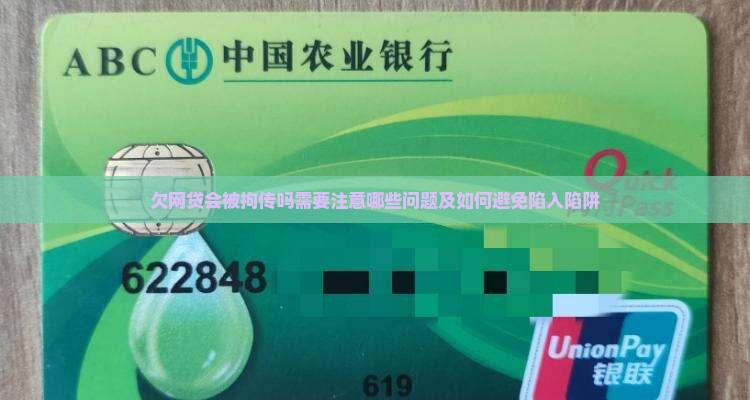 ABC 中国农业银行
Quick
Pass
欠网贷会被拘传吗需要注意哪些问题及如何避免陷入陷阱
622848
UnionPay
银联
619